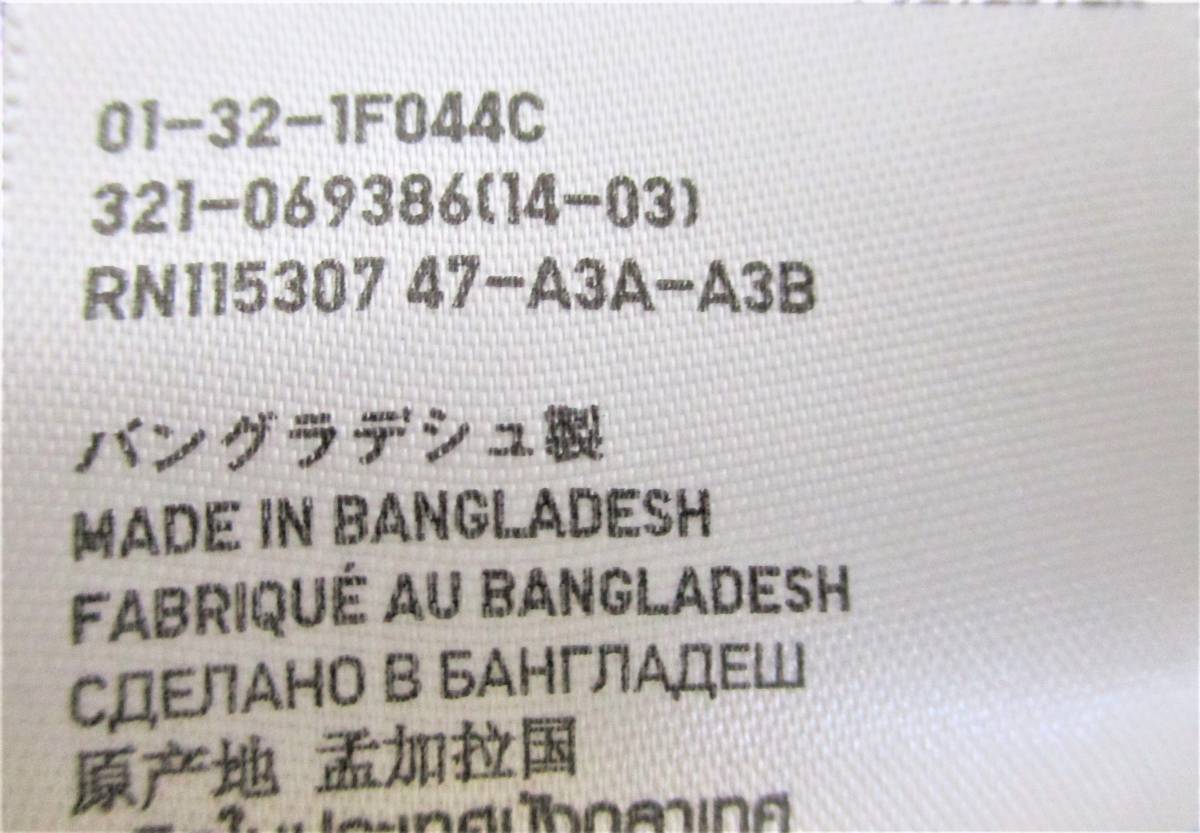 01-32-1F044C
321-069386(14-03)
RN115307 47-A3A-A3B
バングラデシュ製
MADE IN BANGLADESH
FABRIQUÉ AU BANGLADESH
СДЕЛАНО В БАНГЛАДЕШ
原产地 孟加拉国